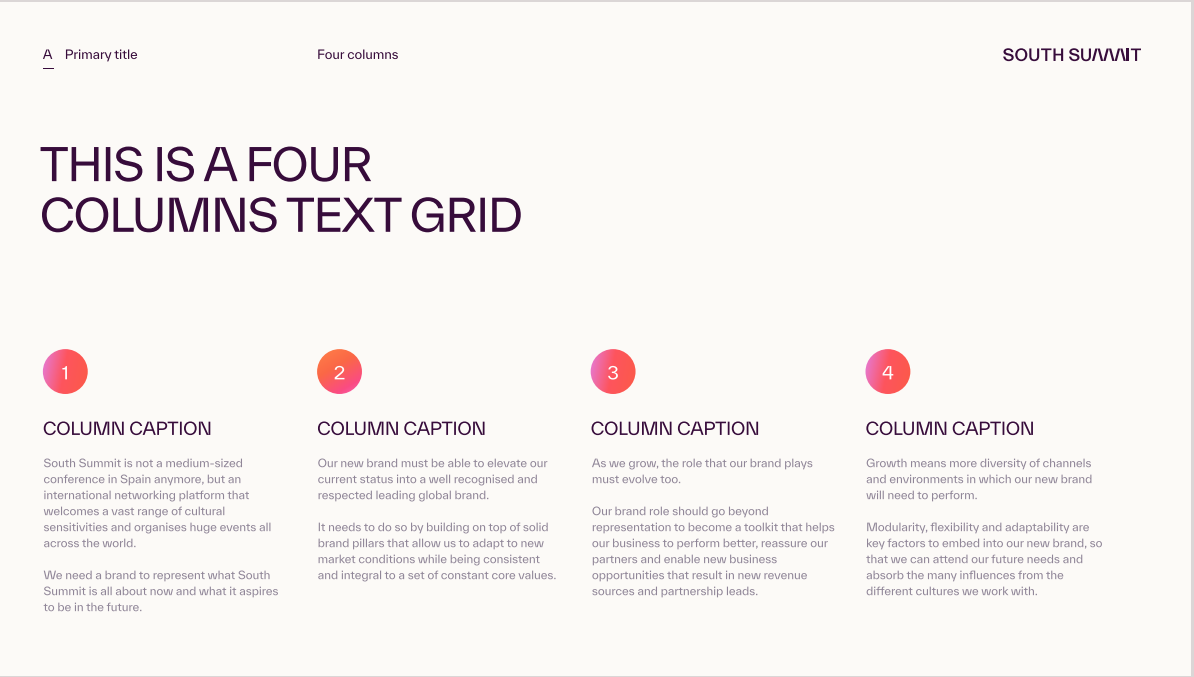 A Primary title
Four columns
SOUTH SUMMIT
THIS IS A FOUR
COLUMNS TEXT GRID
1
COLUMN CAPTION
South Summit is not a medium-sized
conference in Spain anymore, but an
international networking platform that
welcomes a vast range of cultural
sensitivities and organises huge events all
across the world.
We need a brand to represent what South
Summit is all about now and what it aspires
to be in the future.
2
COLUMN CAPTION
Our new brand must be able to elevate our
current status into a well recognised and
respected leading global brand.
It needs to do so by building on top of solid
brand pillars that allow us to adapt to new
market conditions while being consistent
and integral to a set of constant core values.
3
COLUMN CAPTION
As we grow, the role that our brand plays
must evolve too.
Our brand role should go beyond
representation to become a toolkit that helps
our business to perform better, reassure our
partners and enable new business
opportunities that result in new revenue
sources and partnership leads.
4
COLUMN CAPTION
Growth means more diversity of channels
and environments in which our new brand
will need to perform.
Modularity, flexibility and adaptability are
key factors to embed into our new brand, so
that we can attend our future needs and
absorb the many influences from the
different cultures we work with.